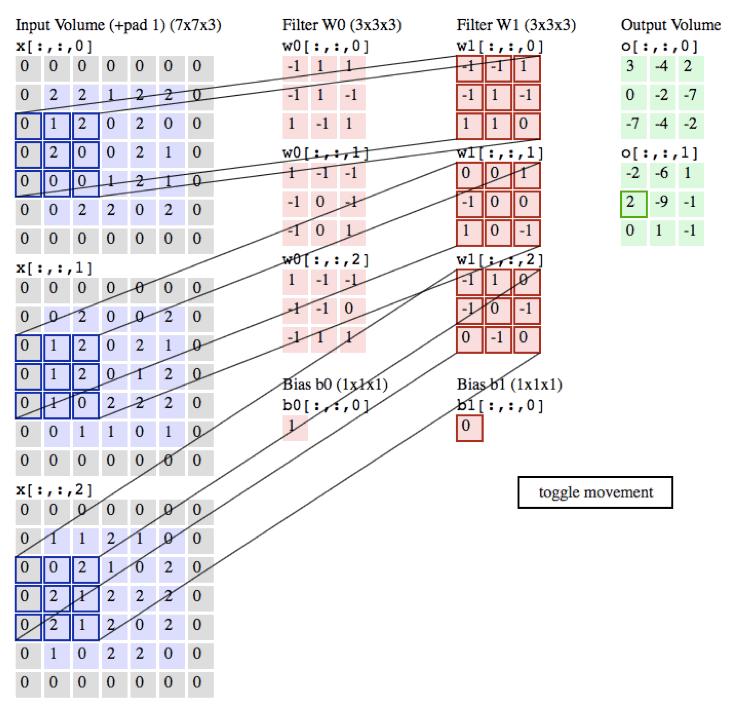 Input Volume (+pad 1) (7x7x3)
x[:,:,0]
0 0 0 0 0 0 0
0 2 2 1 2 2 0
0 1 2 0 2 0 0
0 2 0 0 2 1 0
0 0 0 1 2 1 0
0 0 2 2 0 2 0
0 0 0 0 0 0 0
x[:,:,1]
0 0 0 0 0 0 0
0 0 2 0 0 2 0
0 1 2 0 2 1 0
0 1 2 0 1 2 0
0 1 0 2 2 2 0
0 0 1 1 0 1 0
0 0 0 0 0 0 0
x[:,:,2]
0 0 0 0 0 0 0
0 1 1 2 1 0 0
0 0 2 1 0 2 0
0 2 1 2 2 2 0
0 2 1 2 0 2 0
0 1 0 2 2 0 0
0 0 0 0 0 0 0
Filter W0 (3x3x3)
w0[:,:,0]
-1 1 1
-1 1 -1
1 -1 1
w0[:,:,1]
1 -1 -1
-1 0 -1
-1 0 1
w0[:,:,2]
1 -1 -1
-1 -1 0
-1 1 1
Bias b0 (1x1x1)
b0[:,:,0]
1
Filter W1 (3x3x3)
w1[:,:,0]
-1 -1 1
-1 1 -1
1 1 0
w1[:,:,1]
0 0 1
-1 0 0
1 0 -1
w1[:,:,2]
-1 1 0
-1 0 -1
0 -1 0
Bias b1 (1x1x1)
b1[:,:,0]
0
Output Volume
o[:,:,0]
3 -4 2
0 -2 -7
-7 -4 -2
o[:,:,1]
-2 -6 1
2 -9 -1
0 1 -1
toggle movement